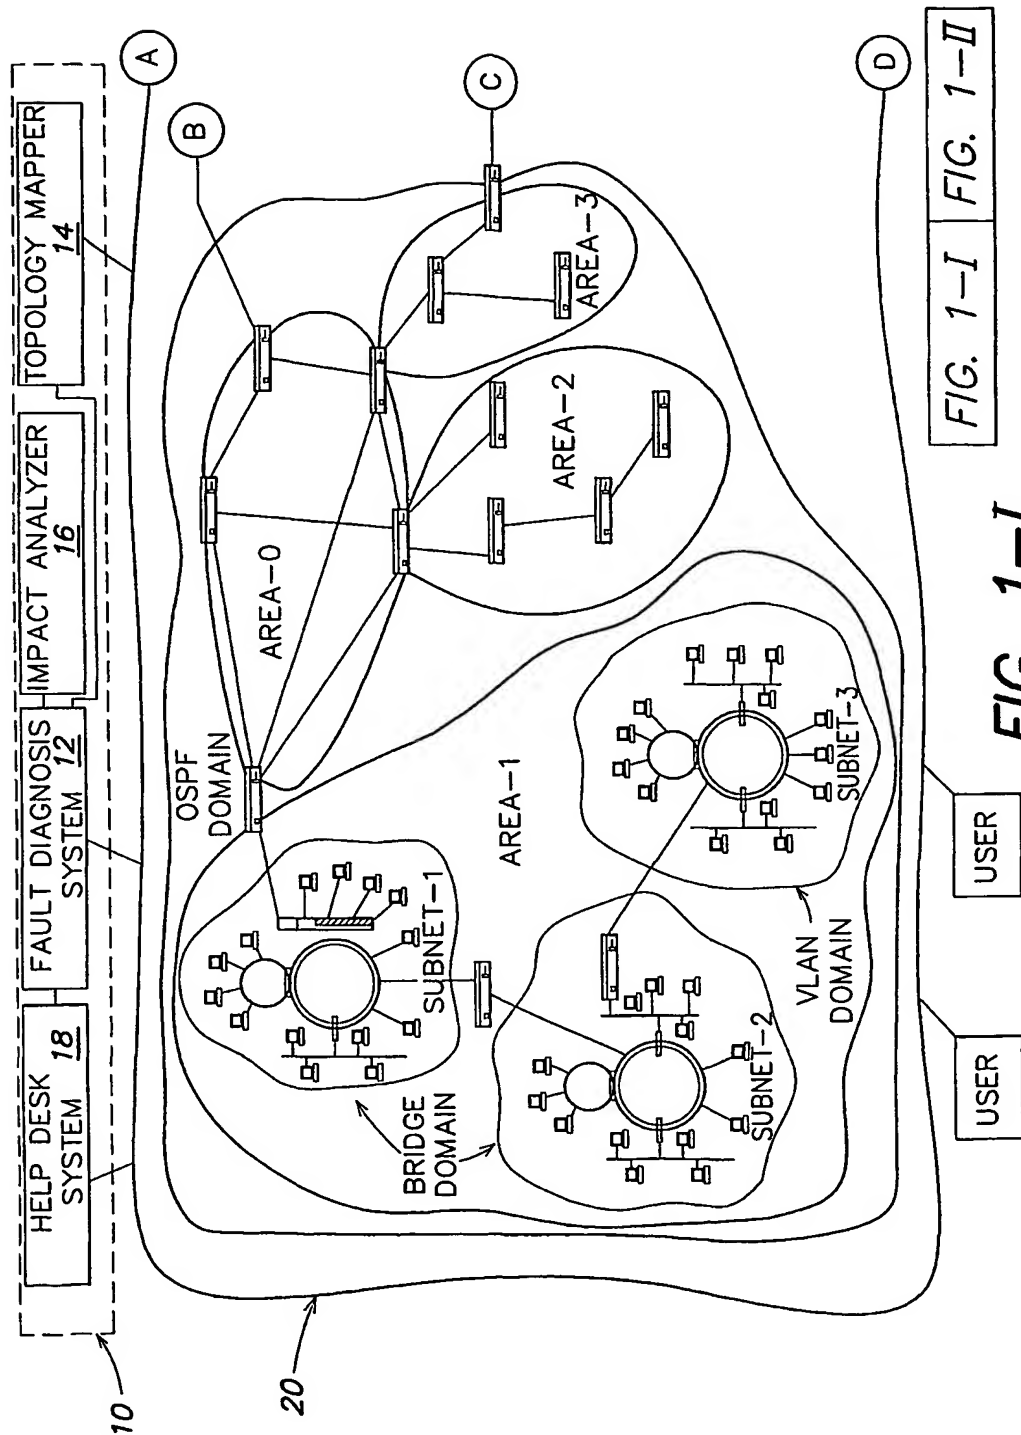 10
HELP DESK
SYSTEM 18
FAULT DIAGNOSIS
SYSTEM 12
IMPACT ANALYZER
16
TOPOLOGY MAPPER
14
20
A
B
C
D
OSPF
DOMAIN
AREA-0
AREA-1
AREA-2
AREA-3
SUBNET-1
SUBNET-2
SUBNET-3
BRIDGE
DOMAIN
VLAN
DOMAIN
USER
USER
FIG. 1-I
FIG. 1-I FIG. 1-II